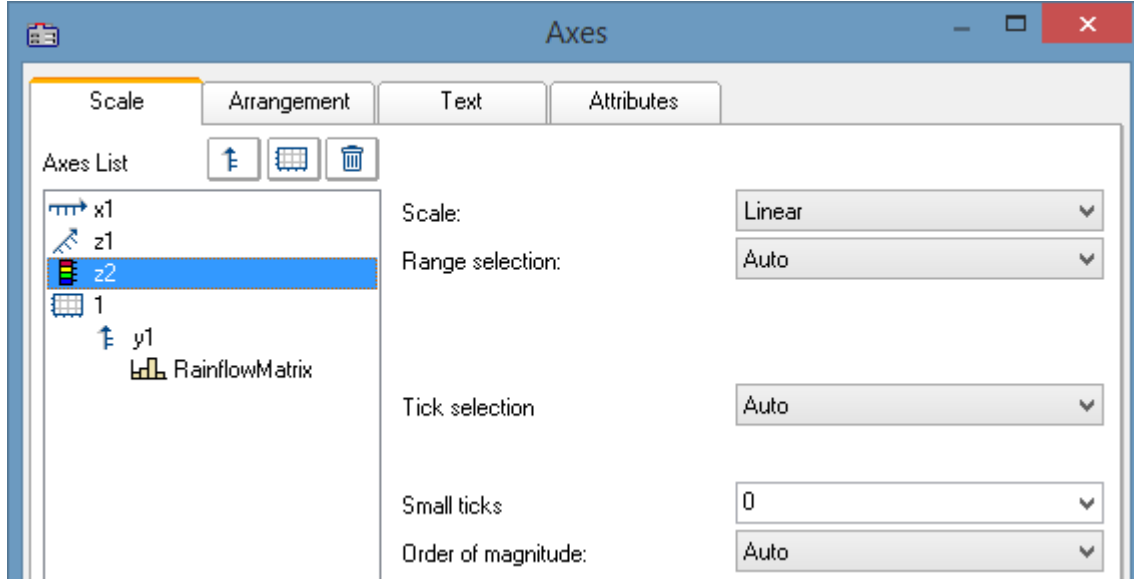 Axes
Scale Arrangement Text Attributes
Axes List
x1
z1
z2
1
y1
RainflowMatrix
Scale: Linear
Range selection: Auto
Tick selection Auto
Small ticks 0
Order of magnitude: Auto